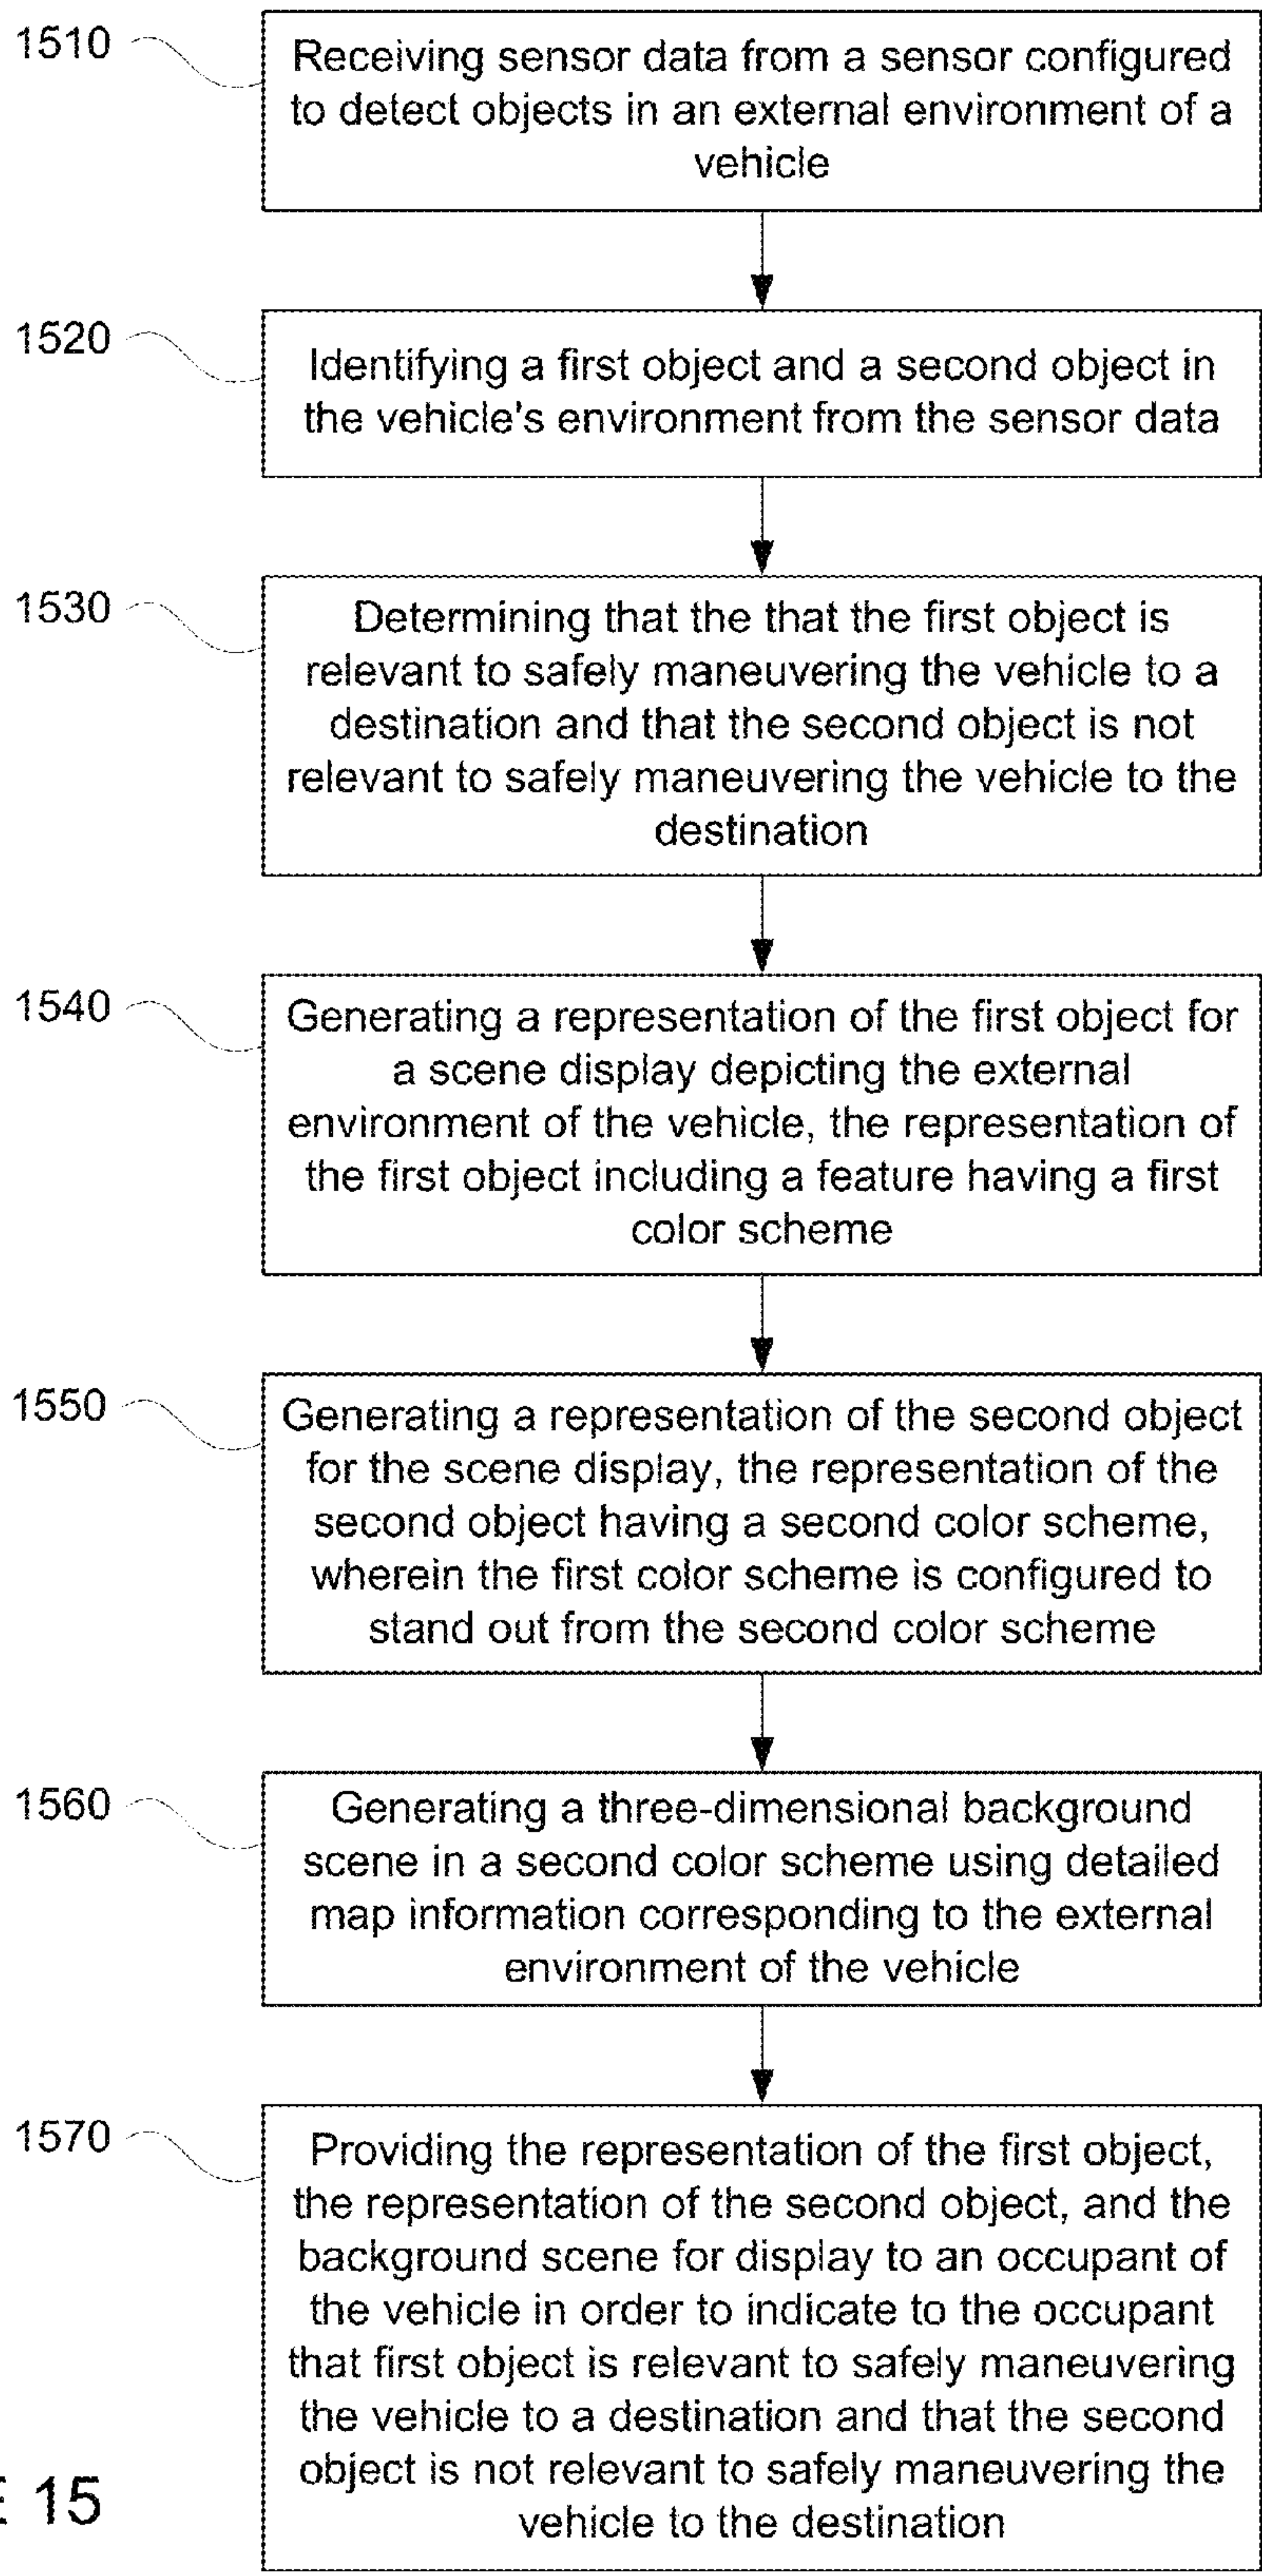 1510
Receiving sensor data from a sensor configured
to detect objects in an external environment of a
vehicle
1520
Identifying a first object and a second object in
the vehicle's environment from the sensor data
1530
Determining that the that the first object is
relevant to safely maneuvering the vehicle to a
destination and that the second object is not
relevant to safely maneuvering the vehicle to the
destination
1540
Generating a representation of the first object for
a scene display depicting the external
environment of the vehicle, the representation of
the first object including a feature having a first
color scheme
1550
Generating a representation of the second object
for the scene display, the representation of the
second object having a second color scheme,
wherein the first color scheme is configured to
stand out from the second color scheme
1560
Generating a three-dimensional background
scene in a second color scheme using detailed
map information corresponding to the external
environment of the vehicle
1570
Providing the representation of the first object,
the representation of the second object, and the
background scene for display to an occupant of
the vehicle in order to indicate to the occupant
that first object is relevant to safely maneuvering
the vehicle to a destination and that the second
object is not relevant to safely maneuvering the
vehicle to the destination
E 15